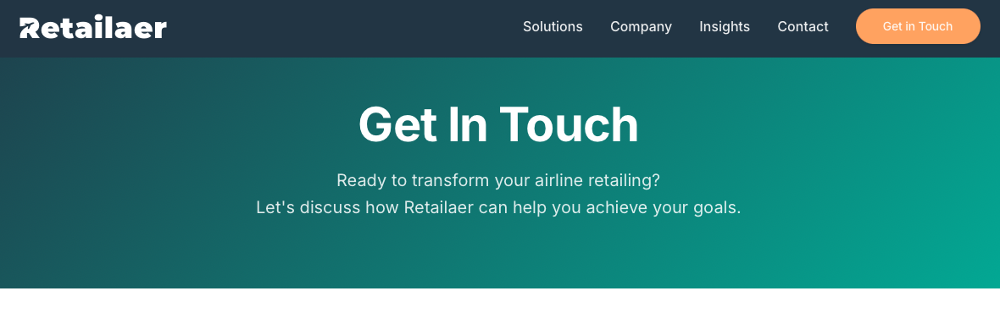 Retailaer
Solutions Company Insights Contact Get in Touch
Get In Touch
Ready to transform your airline retailing?
Let's discuss how Retailaer can help you achieve your goals.